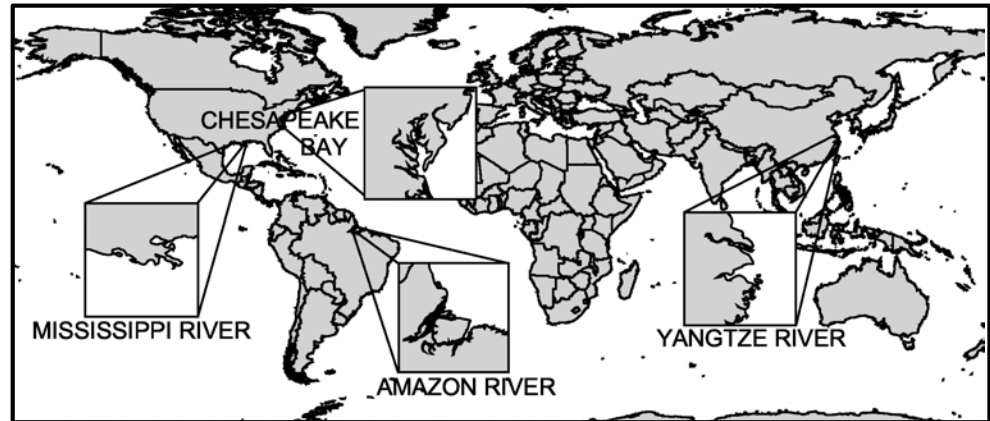 CHESAPEAKE
BAY
MISSISSIPPI RIVER
YANGTZE RIVER
AMAZON RIVER